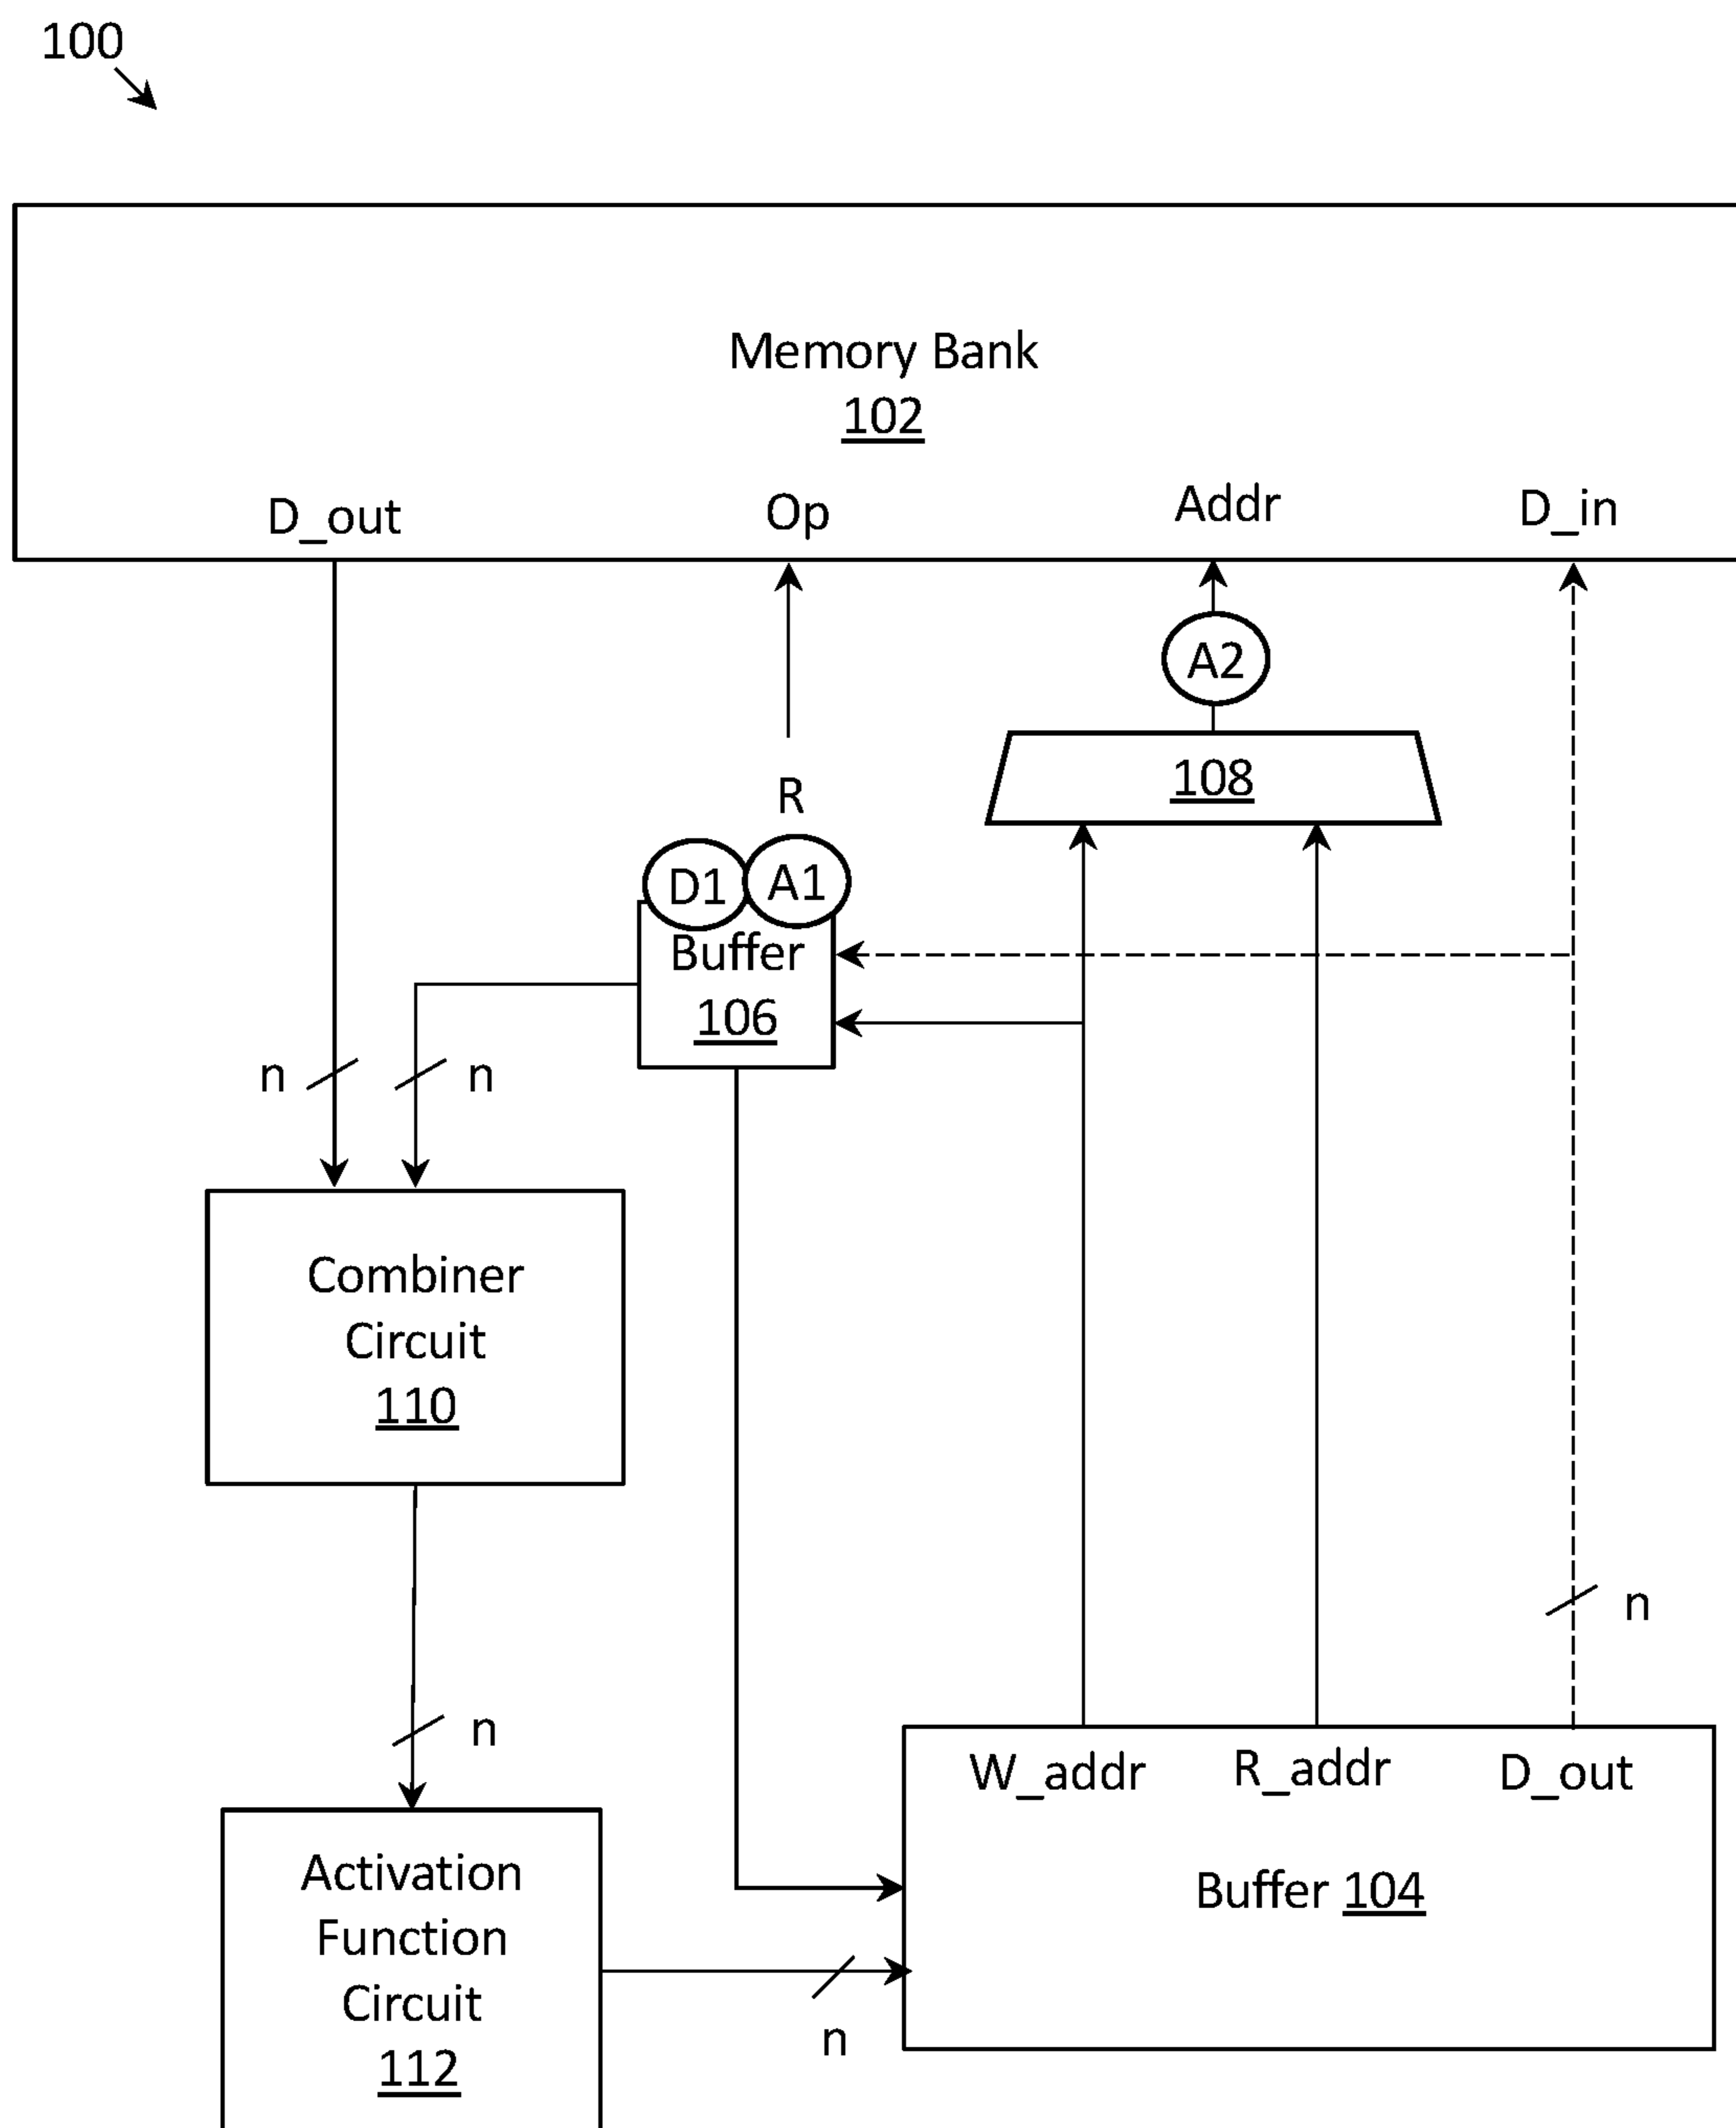 100
Memory Bank
102
D_out
Op
Addr
D_in
A2
108
R
D1
A1
Buffer
106
n
n
Combiner
Circuit
110
n
n
W_addr
R_addr
D_out
Activation
Function
Circuit
112
Buffer 104
n